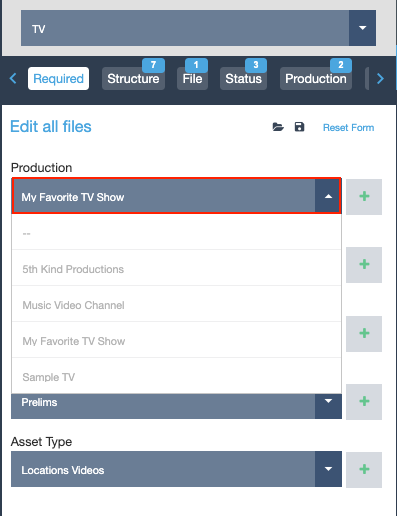 TV
7 1 3 2
Required Structure File Status Production
Edit all files
Reset Form
Production
My Favorite TV Show
--
5th Kind Productions
Music Video Channel
My Favorite TV Show
Sample TV
Prelims
Asset Type
Locations Videos